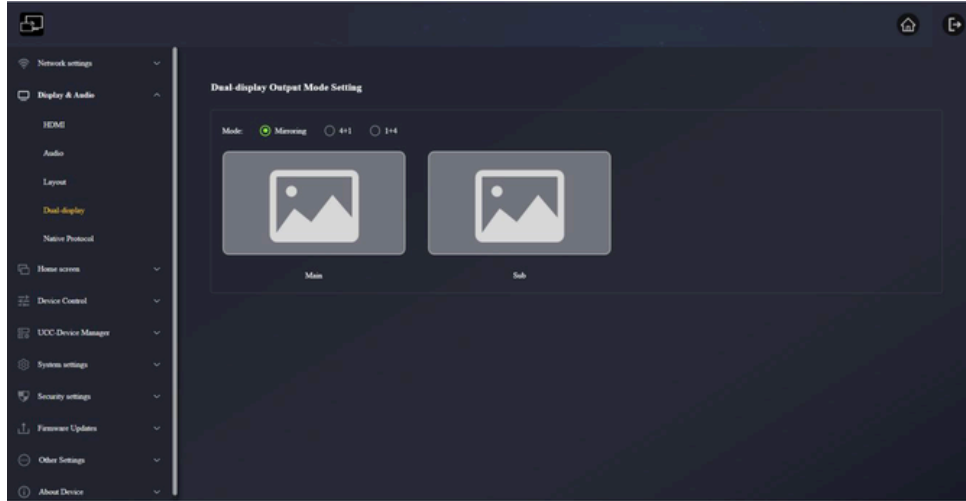 Network settings
Display & Audio
HDMI
Audio
Layout
Dual-display
Native Protocol
Home screen
Device Control
UCC-Device Manager
System settings
Security settings
Firmware Updates
Other Settings
About Device
Dual-display Output Mode Setting
Mode: Mirroring 4+1 1+4
Main Sub